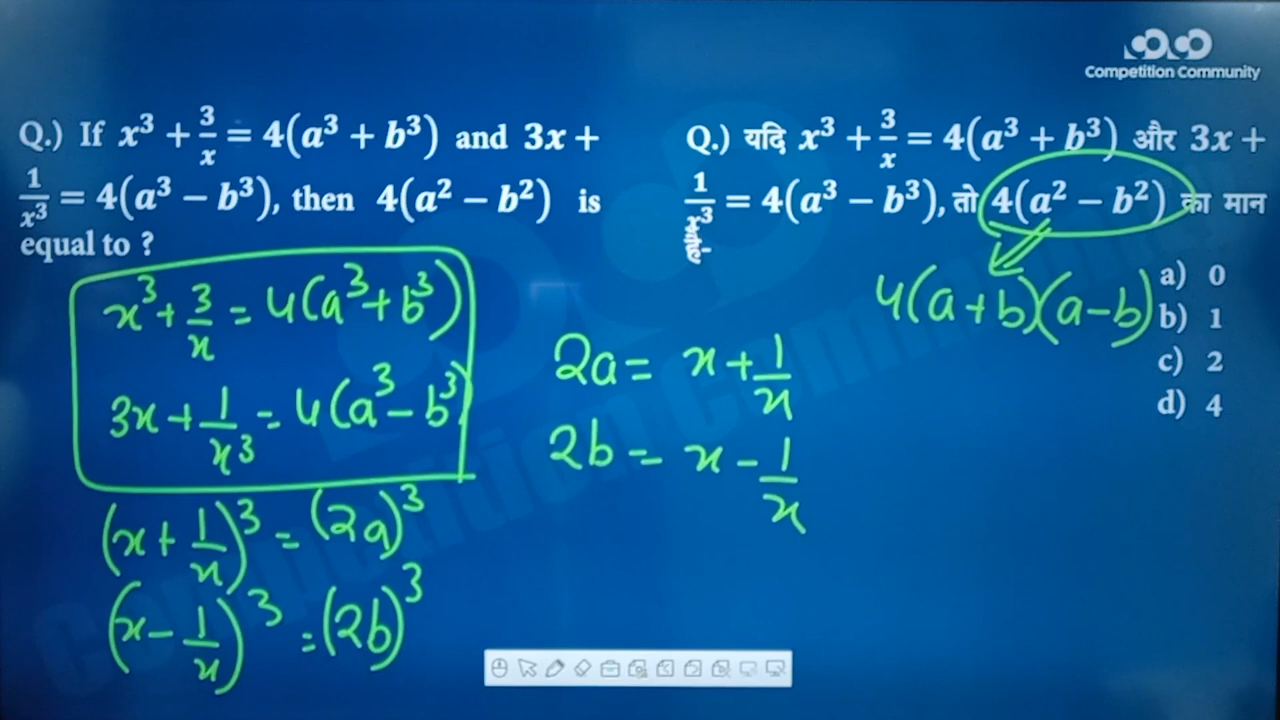 Competition Community
Q.) If x³ + 3/x = 4(a³ + b³) and 3x +
1/x³ = 4(a³ − b³), then 4(a² − b²) is
equal to ?
Q.) यदि x³ + 3/x = 4(a³ + b³) और 3x +
1/x³ = 4(a³ − b³), तो 4(a² − b²) का मान
a) 0
b) 1
c) 2
d) 4
x³ + 3/x = 4(a³ + b³)
3x + 1/x³ = 4(a³ − b³)
(x + 1/x)³ = (2a)³
(x − 1/x)³ = (2b)³
2a = x + 1/x
2b = x − 1/x
4(a + b)(a − b)